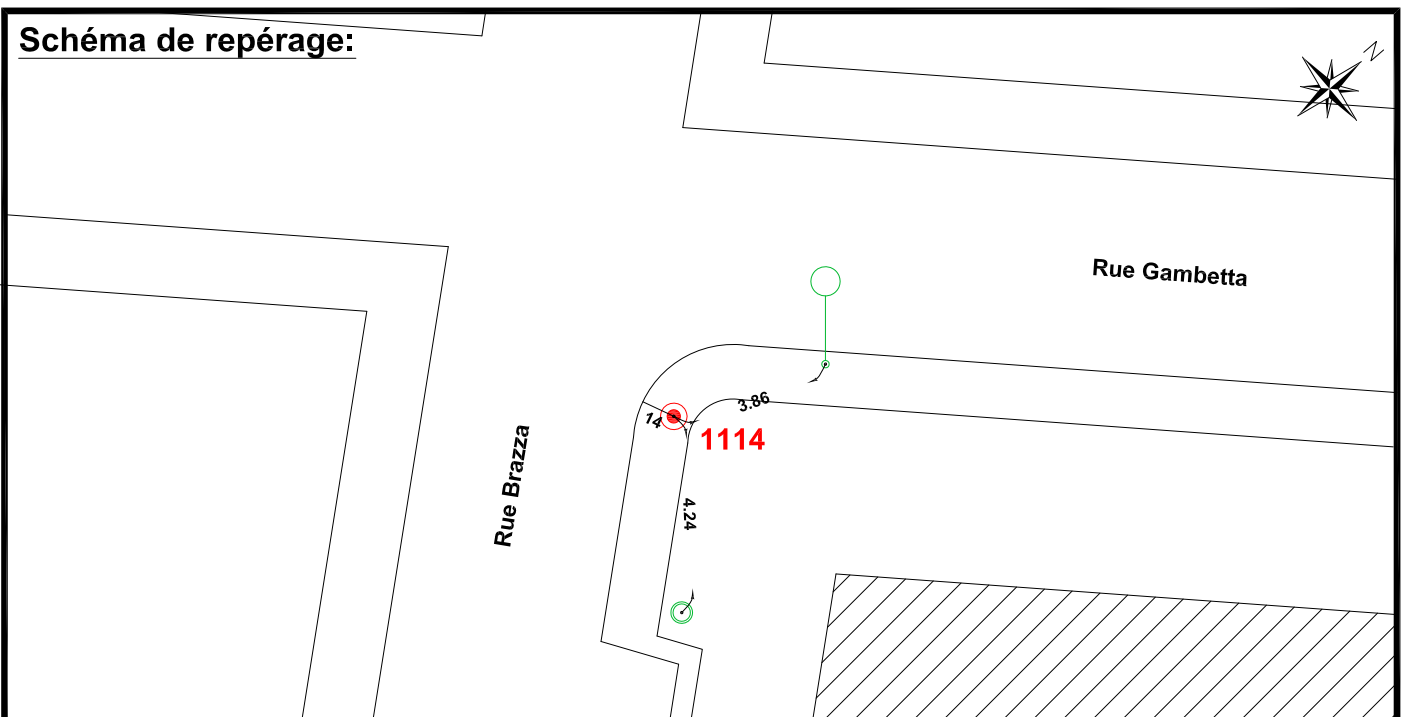 Schéma de repérage:
N
Rue Gambetta
3.86
14
1114
Rue Brazza
4.24